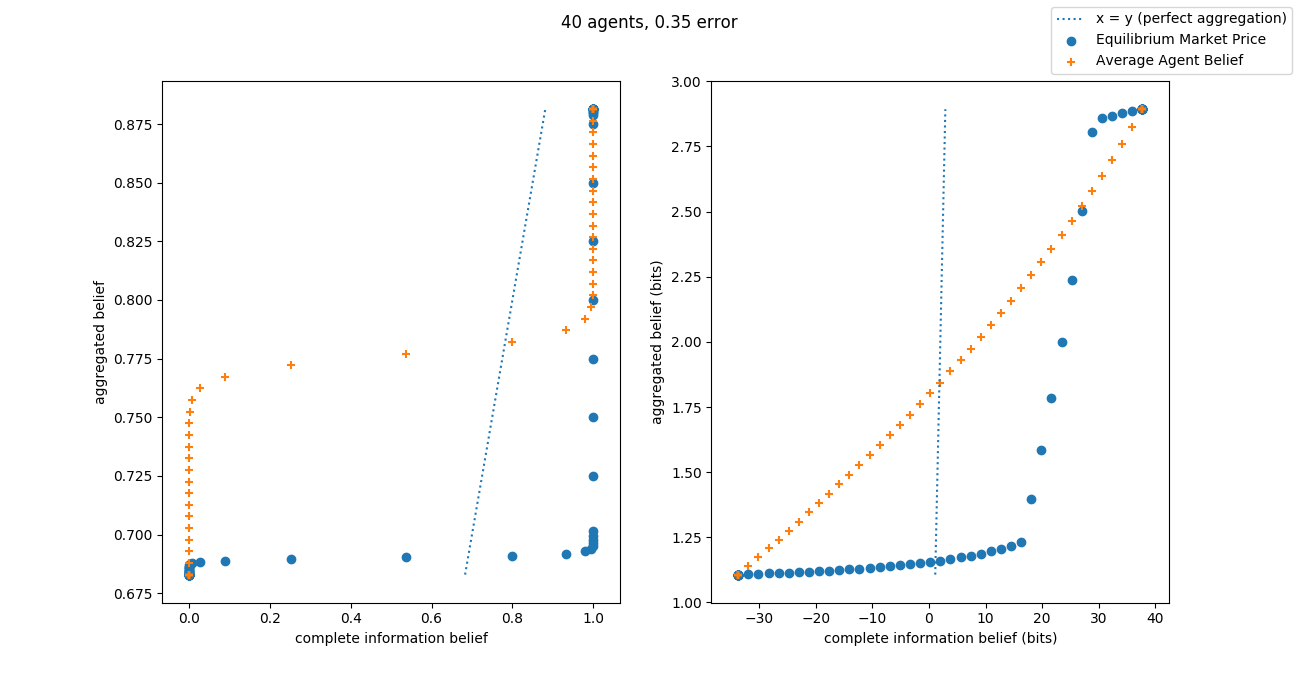 40 agents, 0.35 error
x = y (perfect aggregation)
Equilibrium Market Price
Average Agent Belief
aggregated belief
0.875
0.850
0.825
0.800
0.775
0.750
0.725
0.700
0.675
0.0 0.2 0.4 0.6 0.8 1.0
complete information belief
aggregated belief (bits)
3.00
2.75
2.50
2.25
2.00
1.75
1.50
1.25
1.00
−30 −20 −10 0 10 20 30 40
complete information belief (bits)